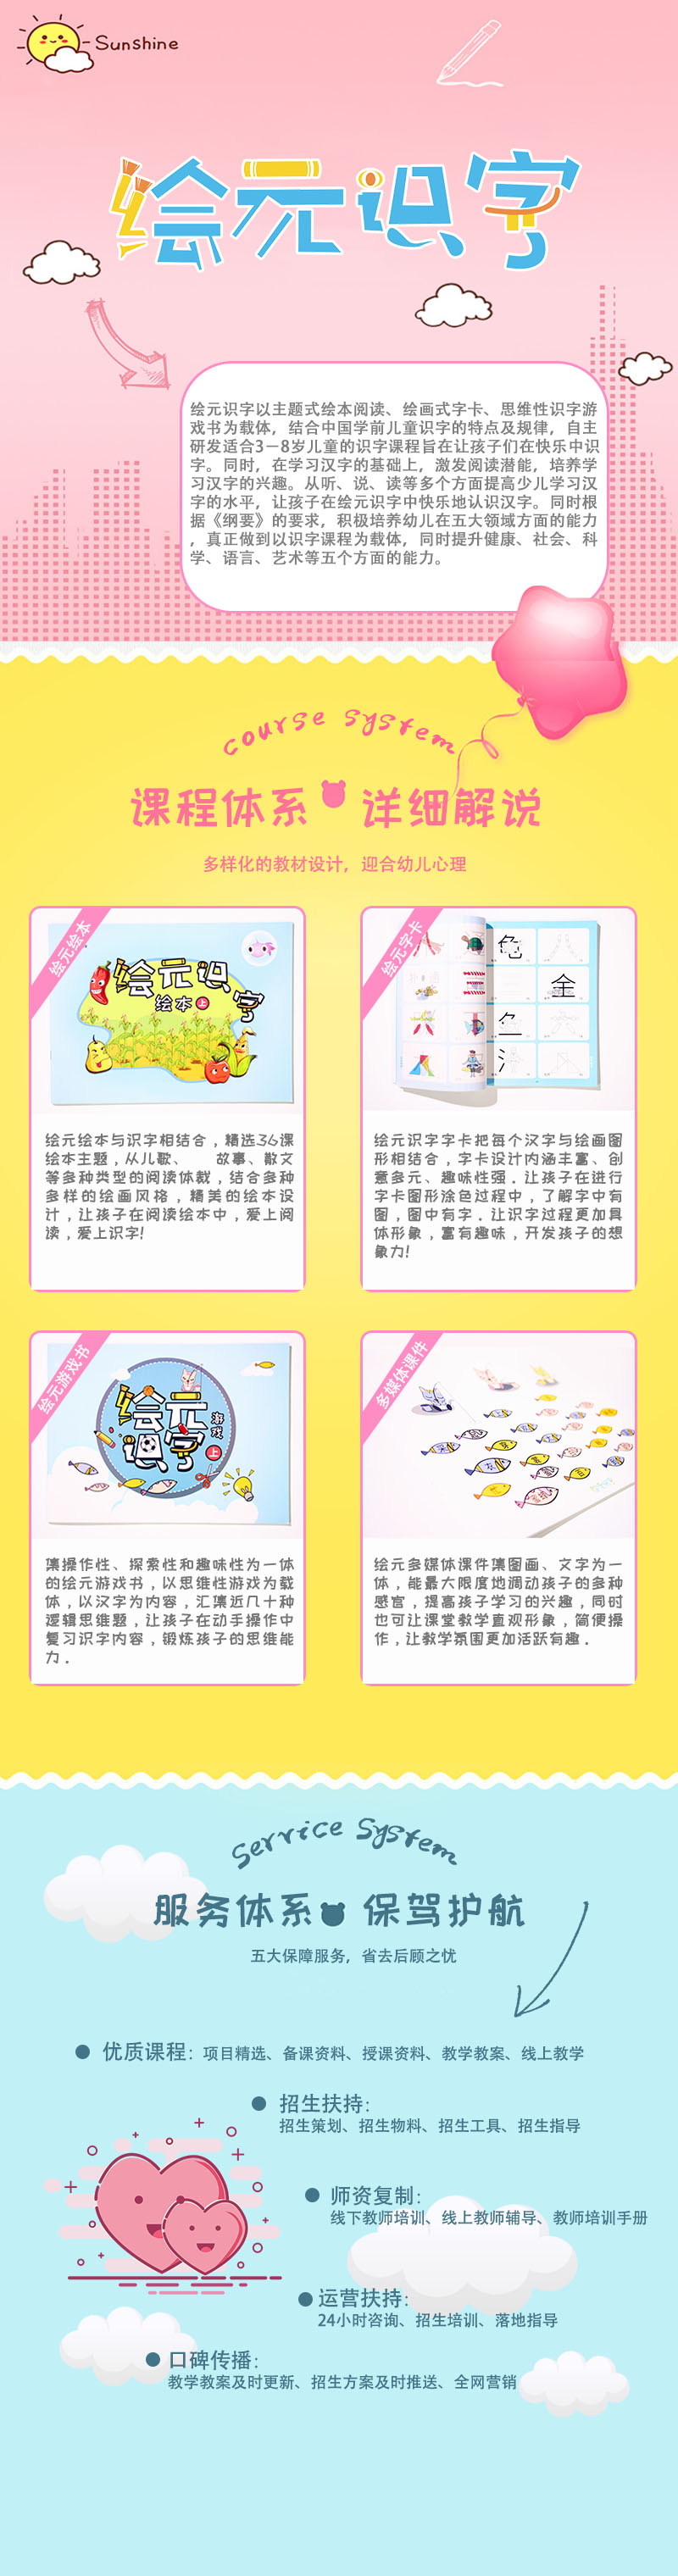 Sunshine
绘元识字
绘元识字以主题式绘本阅读、绘画式字卡、思维性识字游
戏书为载体，结合中国学前儿童识字的特点及规律，自主
研发适合3—8岁儿童的识字课程旨在让孩子们在快乐中识
字。同时，在学习汉字的基础上，激发阅读潜能，培养学
习汉字的兴趣。从听、说、读等多个方面提高少儿学习汉
字的水平，让孩子在绘元识字中快乐地认识汉字。同时根
据《纲要》的要求，积极培养幼儿在五大领域方面的能力
，真正做到以识字课程为载体，同时提升健康、社会、科
学、语言、艺术等五个方面的能力。
course system
课程体系 详细解说
多样化的教材设计，迎合幼儿心理
绘元绘本
绘元识字
绘本 上
绘元绘本与识字相结合，精选36课
绘本主题，从儿歌、 故事、散文
等多种类型的阅读体裁，结合多种
多样的绘画风格，精美的绘本设
计，让孩子在阅读绘本中，爱上阅
读，爱上识字！
绘元字卡
色
全
绘元识字字卡把每个汉字与绘画图
形相结合，字卡设计内涵丰富、创
意多元、趣味性强．让孩子在进行
字卡图形涂色过程中，了解字中有
图，图中有字．让识字过程更加具
体形象，富有趣味，开发孩子的想
象力！
绘元游戏书
绘元
识字
游戏
上
集操作性、探索性和趣味性为一体
的绘元游戏书，以思维性游戏为载
体，以汉字为内容，汇集近几十种
逻辑思维题，让孩子在动手操作中
复习识字内容，锻炼孩子的思维能
力．
多媒体课件
绘元多媒体课件集图画、文字为一
体，能最大限度地调动孩子的多种
感官，提高孩子学习的兴趣，同时
也可让课堂教学直观形象，简便操
作，让教学氛围更加活跃有趣．
Service System
服务体系 保驾护航
五大保障服务，省去后顾之忧
优质课程：项目精选、备课资料、授课资料、教学教案、线上教学
招生扶持：
招生策划、招生物料、招生工具、招生指导
师资复制：
线下教师培训、线上教师辅导、教师培训手册
运营扶持：
24小时咨询、招生培训、落地指导
口碑传播：
教学教案及时更新、招生方案及时推送、全网营销